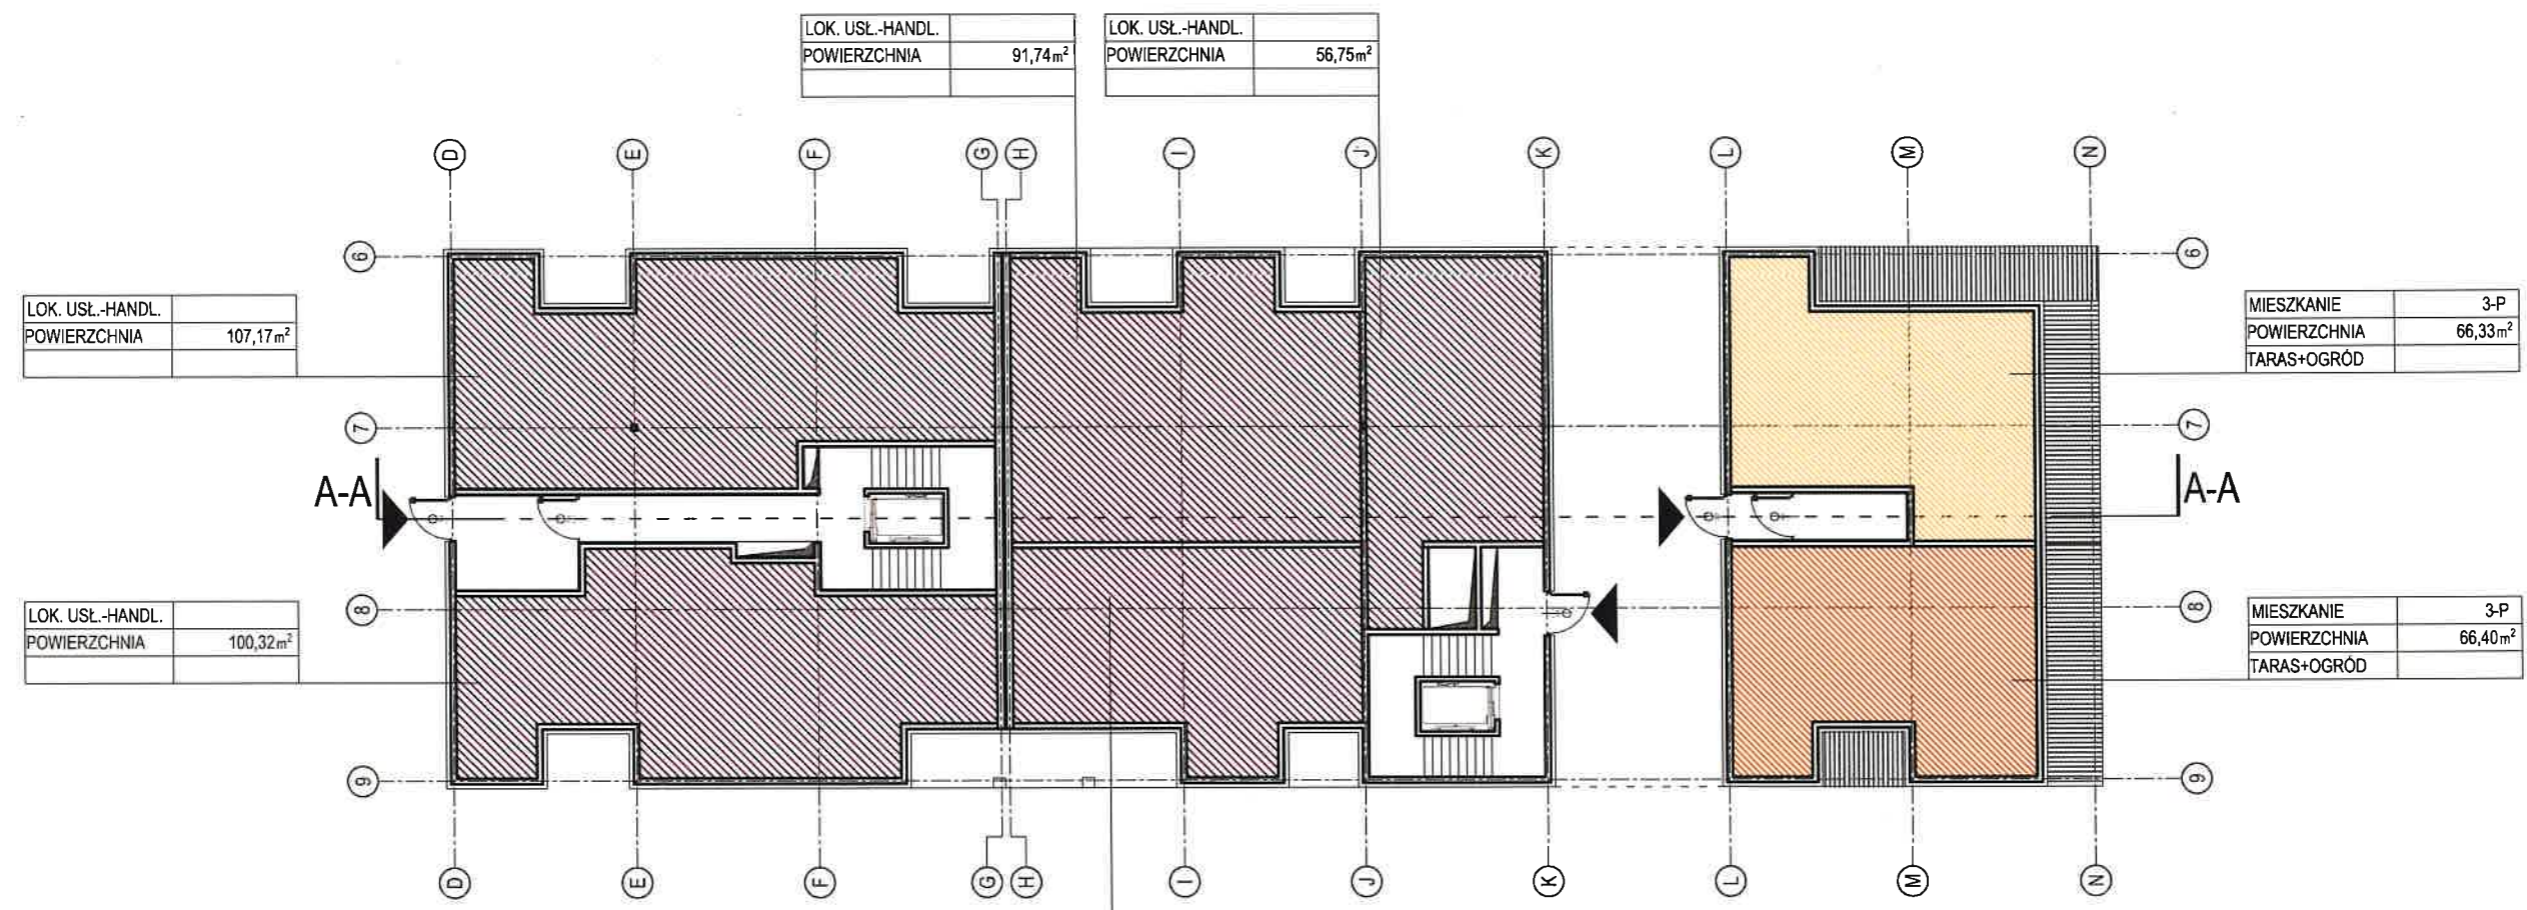 LOK. USŁ.-HANDL.
POWIERZCHNIA 91,74m²
LOK. USŁ.-HANDL.
POWIERZCHNIA 56,75m²
D E F G H I J K L M N
6 6
LOK. USŁ.-HANDL.
POWIERZCHNIA 107,17m²
MIESZKANIE 3-P
POWIERZCHNIA 66,33m²
TARAS+OGRÓD
7 7
A-A A-A
LOK. USŁ.-HANDL.
POWIERZCHNIA 100,32m²
8 8
MIESZKANIE 3-P
POWIERZCHNIA 66,40m²
TARAS+OGRÓD
9 9
D E F G H I J K L M N